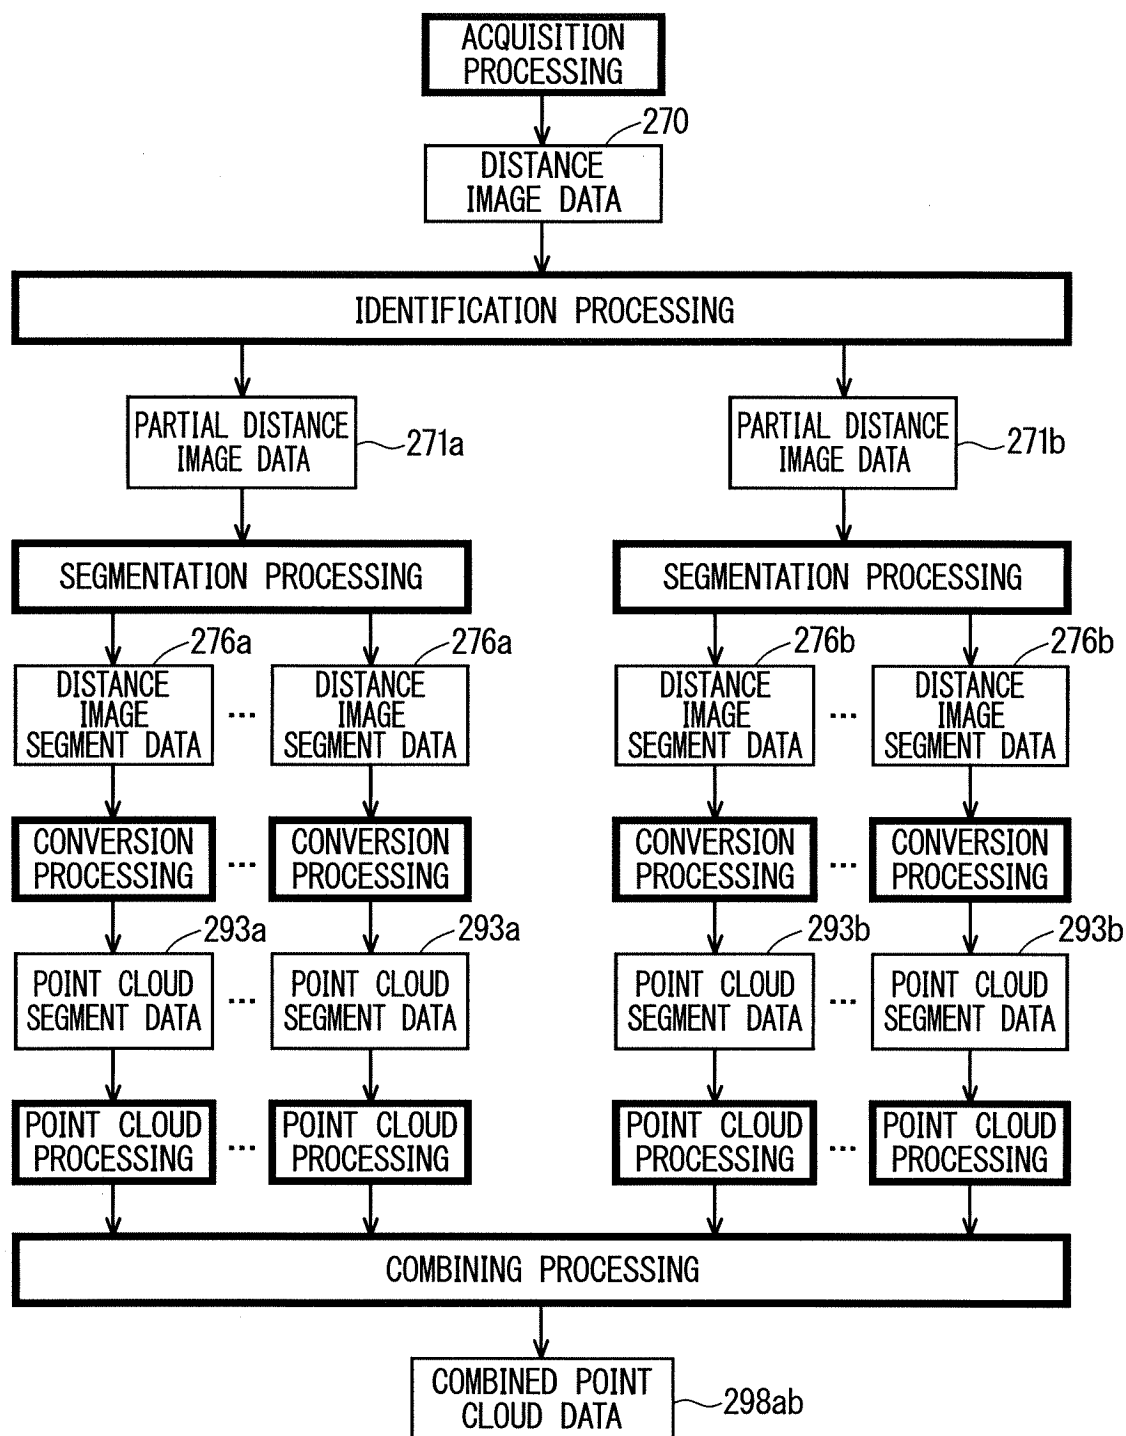 ACQUISITION
PROCESSING
270
DISTANCE
IMAGE DATA
IDENTIFICATION PROCESSING
PARTIAL DISTANCE
IMAGE DATA
271a
PARTIAL DISTANCE
IMAGE DATA
271b
SEGMENTATION PROCESSING
SEGMENTATION PROCESSING
276a
276a
276b
276b
DISTANCE
IMAGE
SEGMENT DATA
...
DISTANCE
IMAGE
SEGMENT DATA
DISTANCE
IMAGE
SEGMENT DATA
...
DISTANCE
IMAGE
SEGMENT DATA
CONVERSION
PROCESSING
...
CONVERSION
PROCESSING
CONVERSION
PROCESSING
...
CONVERSION
PROCESSING
293a
293a
293b
293b
POINT CLOUD
SEGMENT DATA
...
POINT CLOUD
SEGMENT DATA
POINT CLOUD
SEGMENT DATA
...
POINT CLOUD
SEGMENT DATA
POINT CLOUD
PROCESSING
...
POINT CLOUD
PROCESSING
POINT CLOUD
PROCESSING
...
POINT CLOUD
PROCESSING
COMBINING PROCESSING
COMBINED POINT
CLOUD DATA
298ab